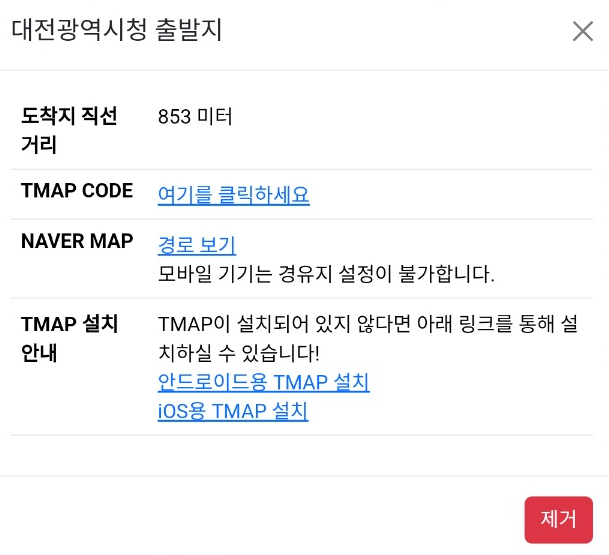 대전광역시청 출발지
도착지 직선 853 미터
거리
TMAP CODE 여기를 클릭하세요
NAVER MAP 경로 보기
모바일 기기는 경유지 설정이 불가합니다.
TMAP 설치 TMAP이 설치되어 있지 않다면 아래 링크를 통해 설
안내 치하실 수 있습니다!
안드로이드용 TMAP 설치
iOS용 TMAP 설치
제거